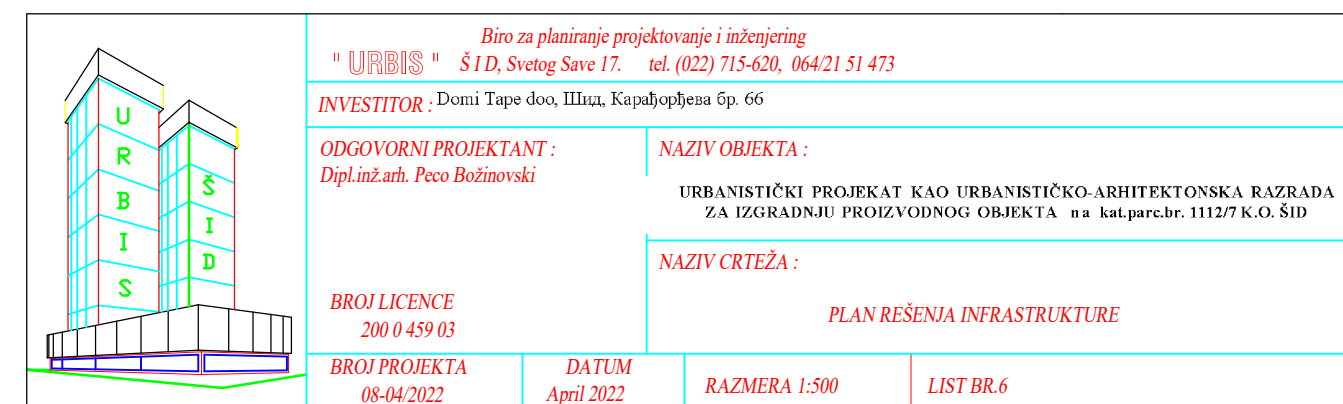 Biro za planiranje projektovanje i inženjering
" URBIS " Š I D, Svetog Save 17. tel. (022) 715-620, 064/21 51 473
INVESTITOR : Domi Tape doo, Шид, Карађорђева бр. 66
ODGOVORNI PROJEKTANT :
Dipl.inž.arh. Peco Božinovski
BROJ LICENCE
200 0 459 03
NAZIV OBJEKTA :
URBANISTIČKI PROJEKAT KAO URBANISTIČKO-ARHITEKTONSKA RAZRADA
ZA IZGRADNJU PROIZVODNOG OBJEKTA na kat.parc.br. 1112/7 K.O. ŠID
NAZIV CRTEŽA :
PLAN REŠENJA INFRASTRUKTURE
BROJ PROJEKTA
08-04/2022
DATUM
April 2022
RAZMERA 1:500
LIST BR.6
URBIS
ŠID